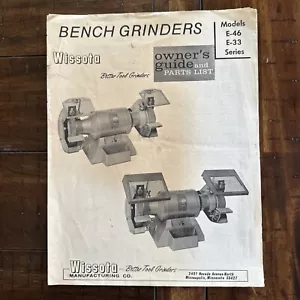 BENCH GRINDERS
Models
E-46
E-33
Series
Wissota
Better Tool Grinders
owner's
guide and
PARTS LIST
Wissota
MANUFACTURING CO.
Better Tool Grinders
Minneapolis, Minnesota 55427